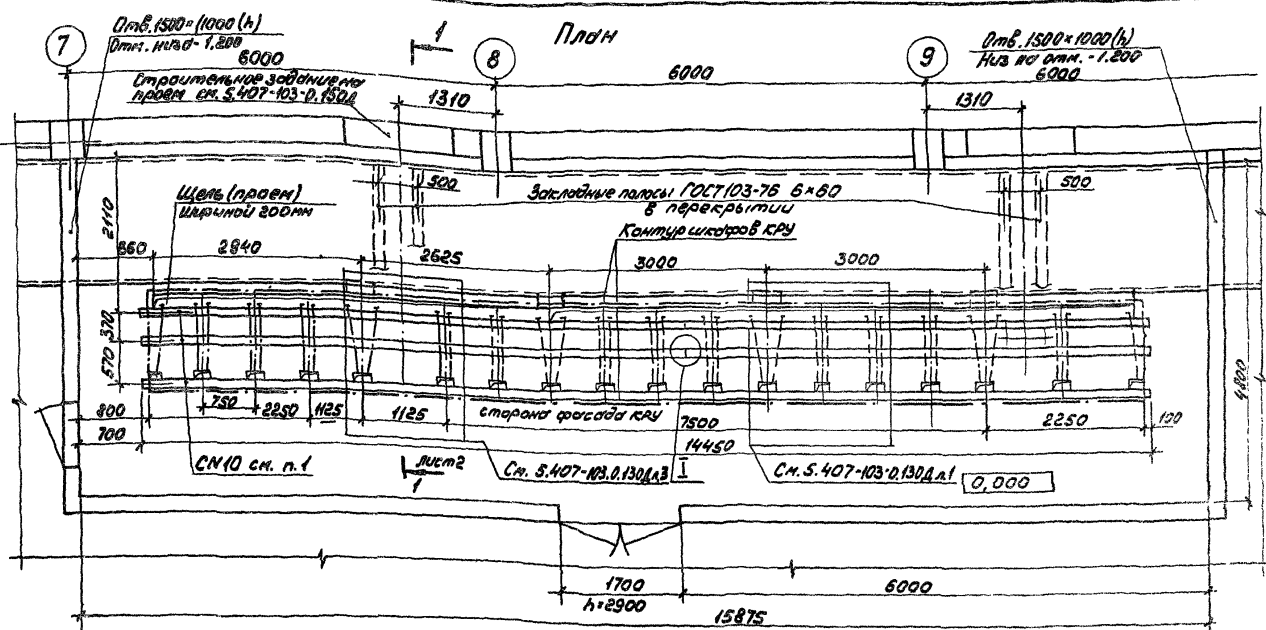 План
7
8
9
Отв. 1500×1000(h)
Отм. низа -1.200
6000
Строительное задание на
проем см. 5.407-103-0.150Д
1310
1
6000
Отв. 1500×1000(h)
Низ на отм. -1.200
6000
1310
500
500
Щель (проем)
шириной 200мм
Закладные полосы ГОСТ 103-76 6×60
в перекрытии
Контур шкафов КРУ
2110
860
2840
2625
3000
3000
370
570
I
800
750
2250
1125
1125
сторона фасада КРУ
7500
2250
100
4800
700
14450
CN10 см. п.1
лист 2
1
См. 5.407-103.0.130Д л.3
I
См. 5.407-103-0.130Д л.1
0,000
1700
h=2900
6000
15875